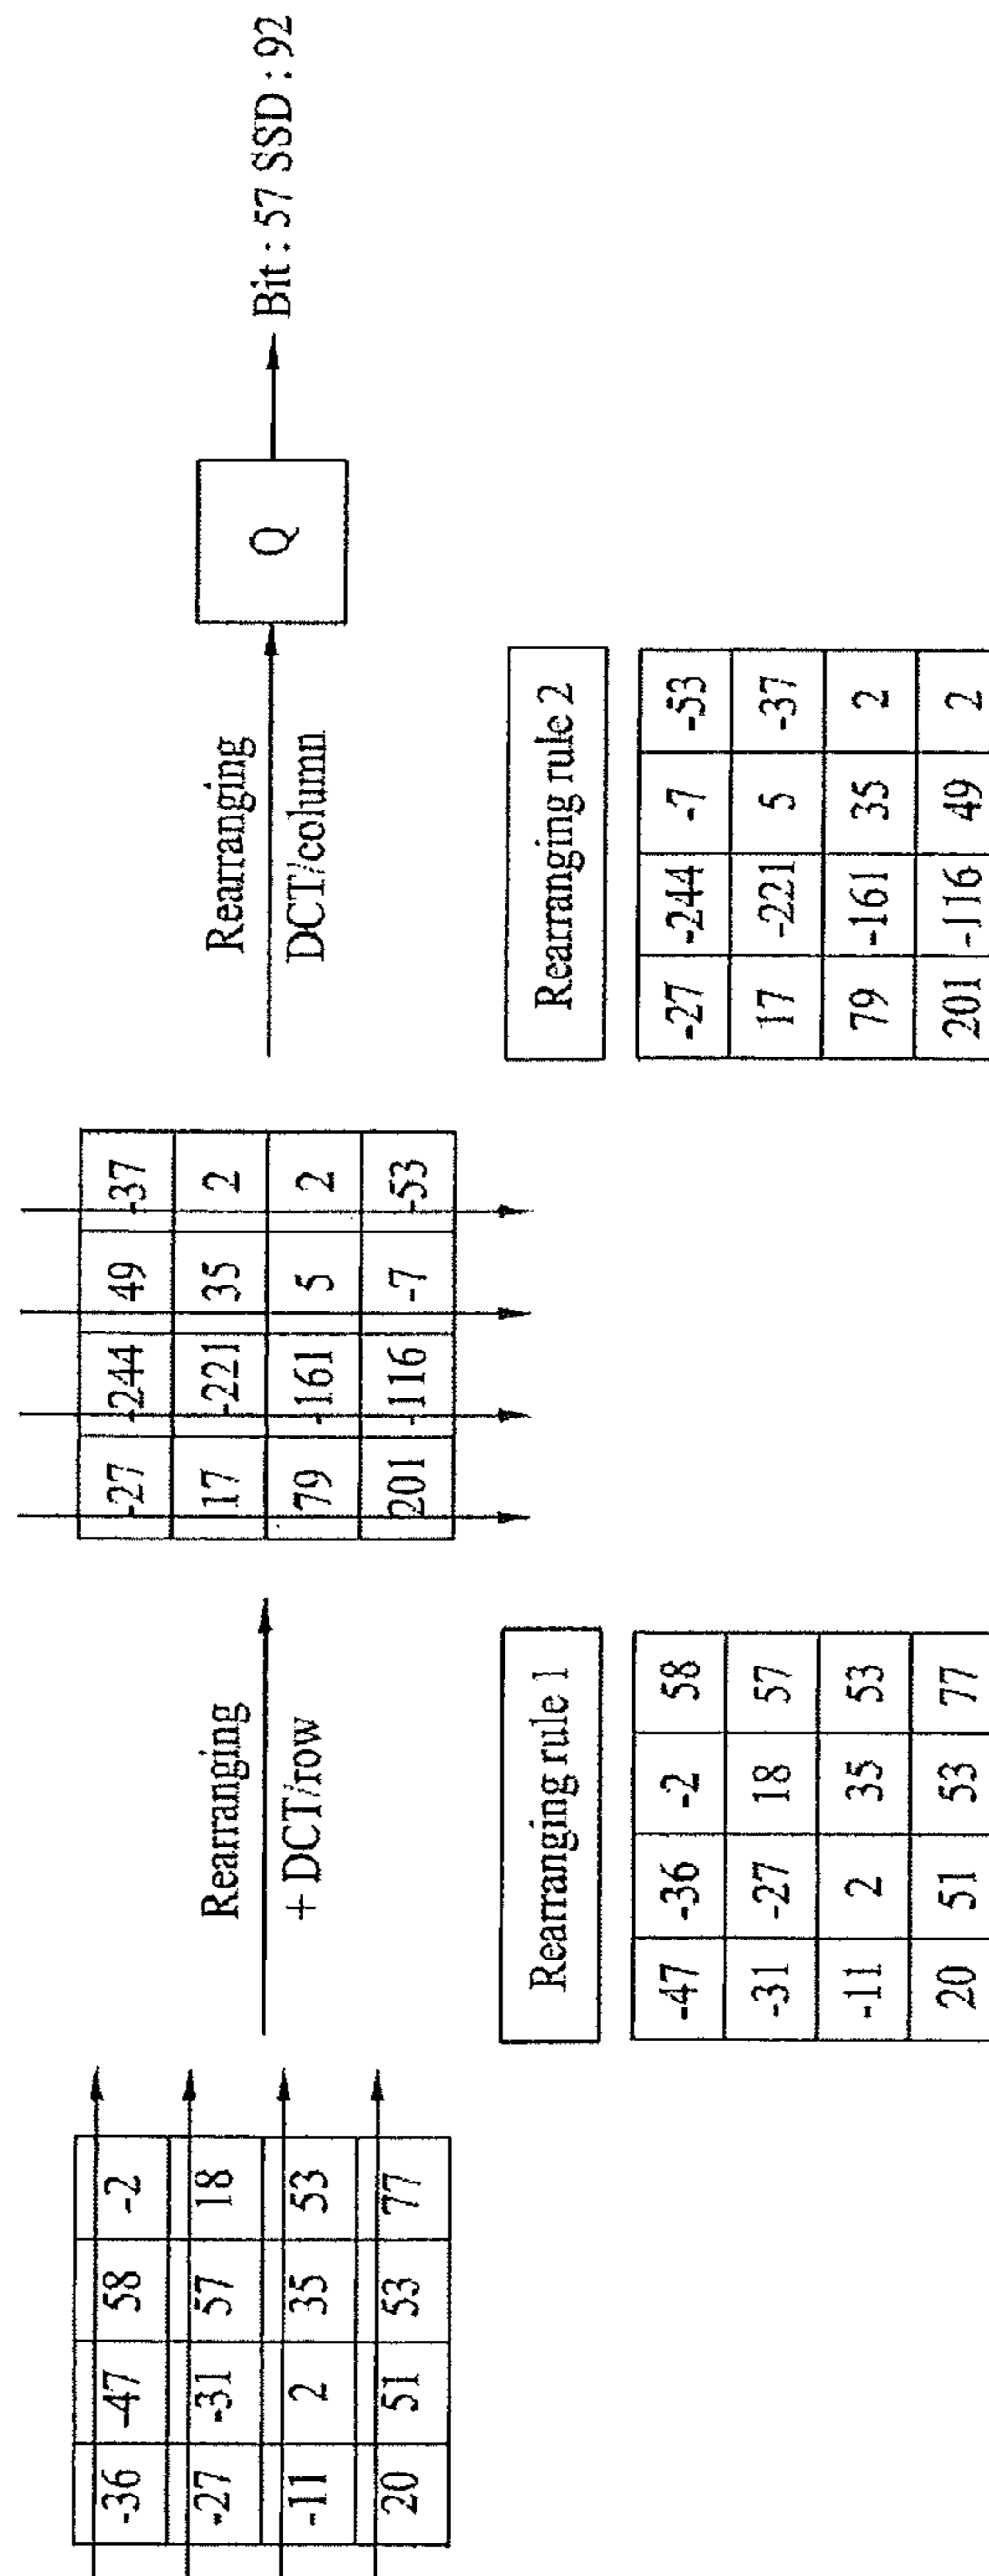 -36 -47 58 -2
-27 -31 57 18
-11 2 35 53
20 51 53 77
Rearranging
+ DCT/row
Rearranging rule 1
-47 -36 -2 58
-31 -27 18 57
-11 2 35 53
20 51 53 77
-27 -244 49 -37
17 -221 35 2
79 -161 5 2
201 -116 -7 -53
Rearranging
DCT/column
Rearranging rule 2
-27 -244 -7 -53
17 -221 5 -37
79 -161 35 2
201 -116 49 2
Q
Bit : 57 SSD : 92